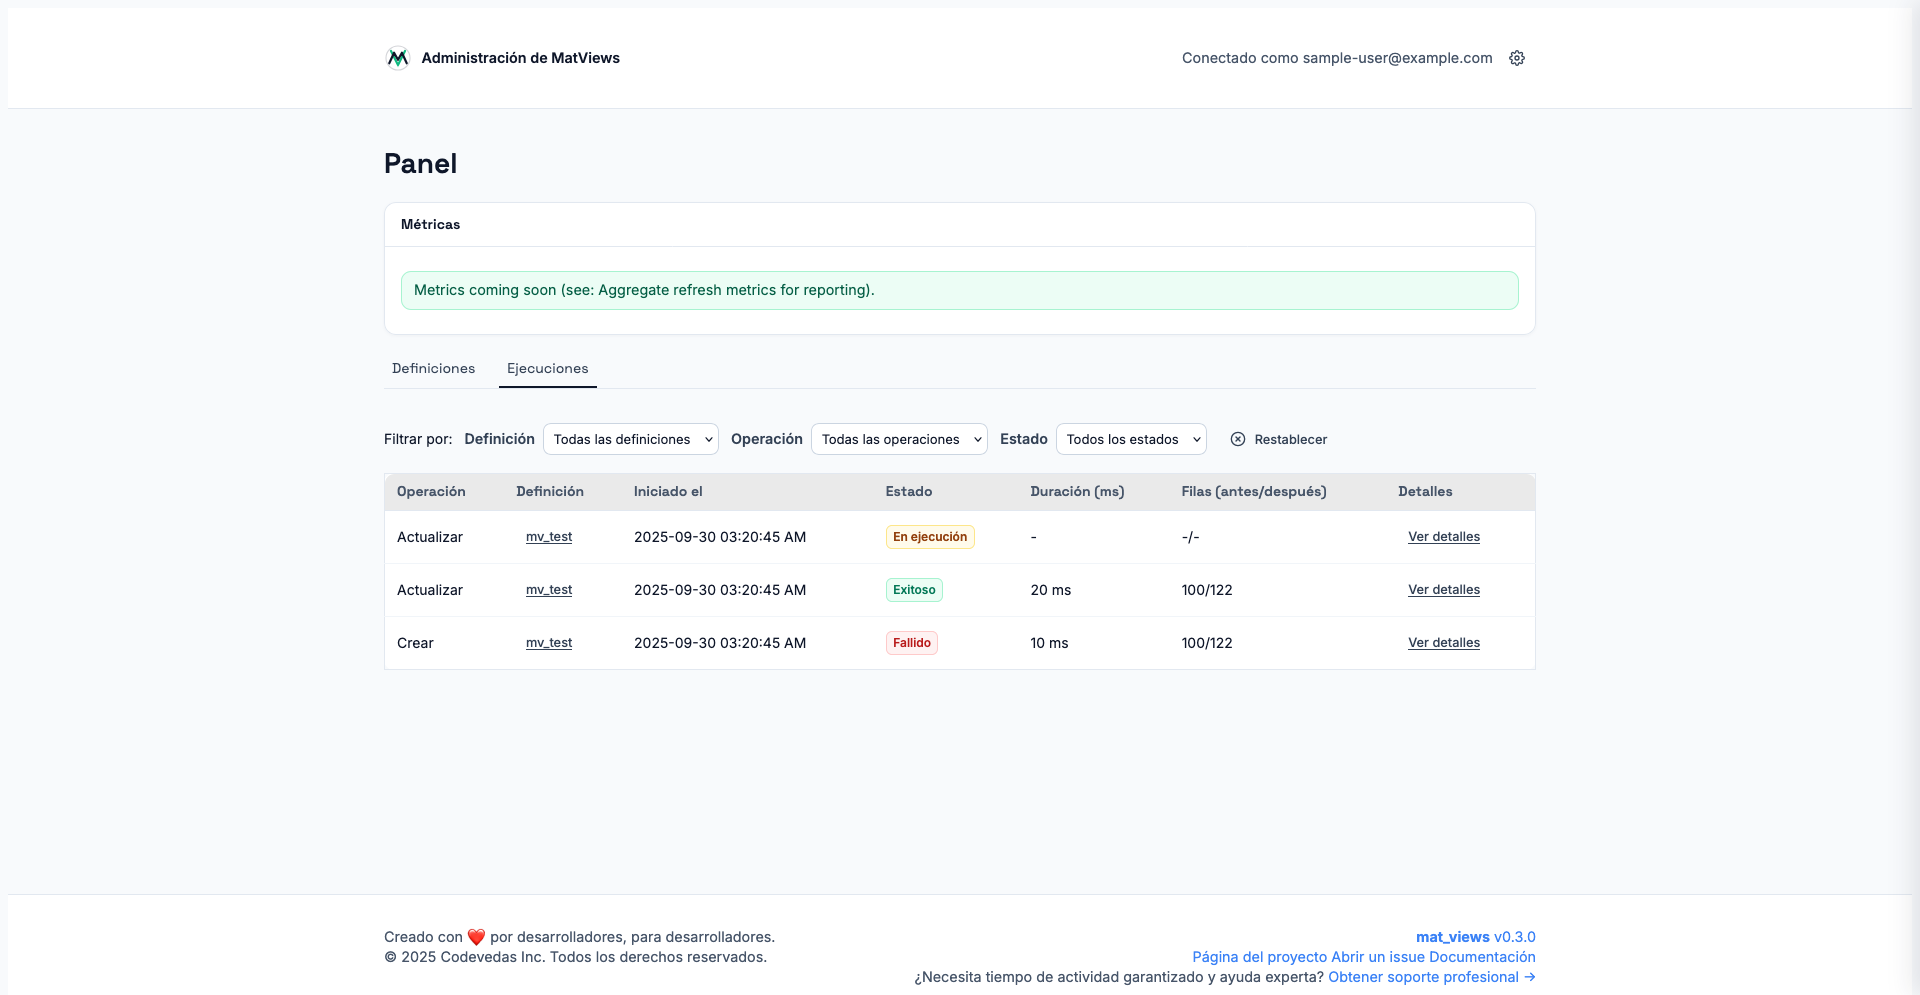 Administración de MatViews
Conectado como sample-user@example.com
Panel
Métricas
Metrics coming soon (see: Aggregate refresh metrics for reporting).
Definiciones Ejecuciones
Filtrar por: Definición Todas las definiciones Operación Todas las operaciones Estado Todos los estados Restablecer
Operación Definición Iniciado el Estado Duración (ms) Filas (antes/después) Detalles
Actualizar mv_test 2025-09-30 03:20:45 AM En ejecución - -/- Ver detalles
Actualizar mv_test 2025-09-30 03:20:45 AM Exitoso 20 ms 100/122 Ver detalles
Crear mv_test 2025-09-30 03:20:45 AM Fallido 10 ms 100/122 Ver detalles
Creado con ❤️ por desarrolladores, para desarrolladores.
© 2025 Codevedas Inc. Todos los derechos reservados.
mat_views v0.3.0
Página del proyecto Abrir un issue Documentación
¿Necesita tiempo de actividad garantizado y ayuda experta? Obtener soporte profesional →